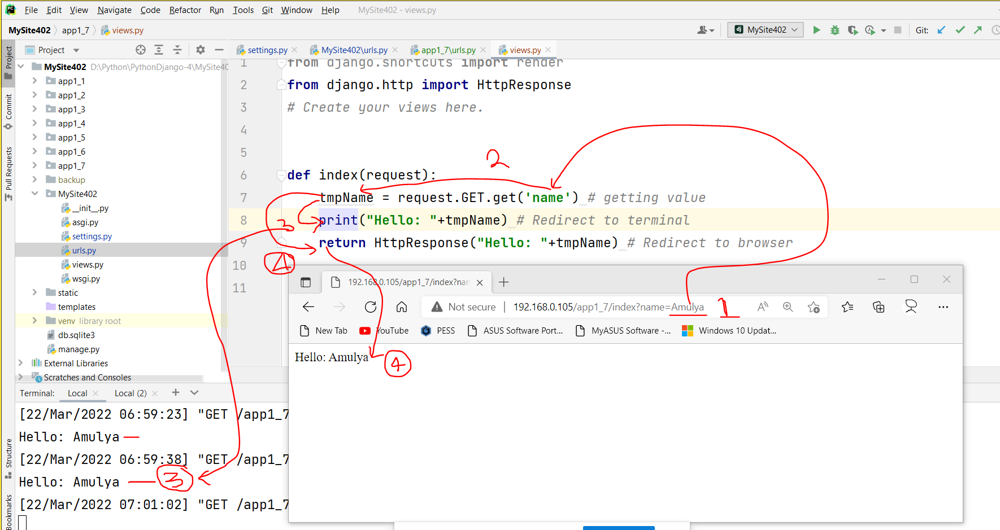 File Edit View Navigate Code Refactor Run Tools Git Window Help MySite402 - views.py
MySite402 app1_7 views.py MySite402 Git:
Project
settings.py MySite402\urls.py app1_7\urls.py views.py
Project
Commit
Pull Requests
Structure
Bookmarks
MySite402 D:\Python\PythonDjango-4\MySite40
app1_1
app1_2
app1_3
app1_4
app1_5
app1_6
app1_7
backup
MySite402
__init__.py
asgi.py
settings.py
urls.py
views.py
wsgi.py
static
templates
venv library root
db.sqlite3
manage.py
External Libraries
Scratches and Consoles
1 from django.shortcuts import render
2 from django.http import HttpResponse
3 # Create your views here.
4
5
2
6 def index(request):
7 tmpName = request.GET.get('name') # getting value
8 print("Hello: "+tmpName) # Redirect to terminal
3
9 return HttpResponse("Hello: "+tmpName) # Redirect to browser
4
10
11
192.168.0.105/app1_7/index?nam
Not secure | 192.168.0.105/app1_7/index?name=Amulya 1
New Tab YouTube PESS ASUS Software Port... MyASUS Software -... Windows 10 Updat...
Hello: Amulya 4
Terminal: Local Local (2)
[22/Mar/2022 06:59:23] "GET /app1_7
Hello: Amulya
[22/Mar/2022 06:59:38] "GET /app1_7
Hello: Amulya 3
[22/Mar/2022 07:01:02] "GET /app1_7